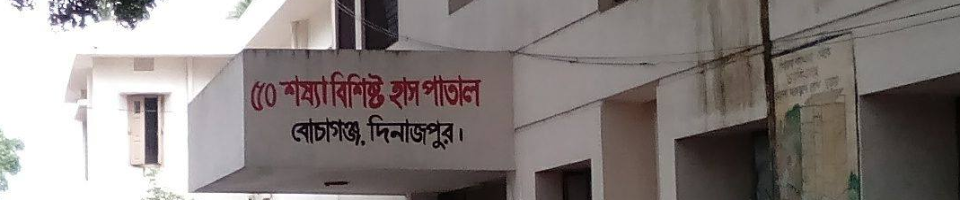 ৫০ শয্যা বিশিষ্ট হাসপাতাল
বোচাগঞ্জ, দিনাজপুর।